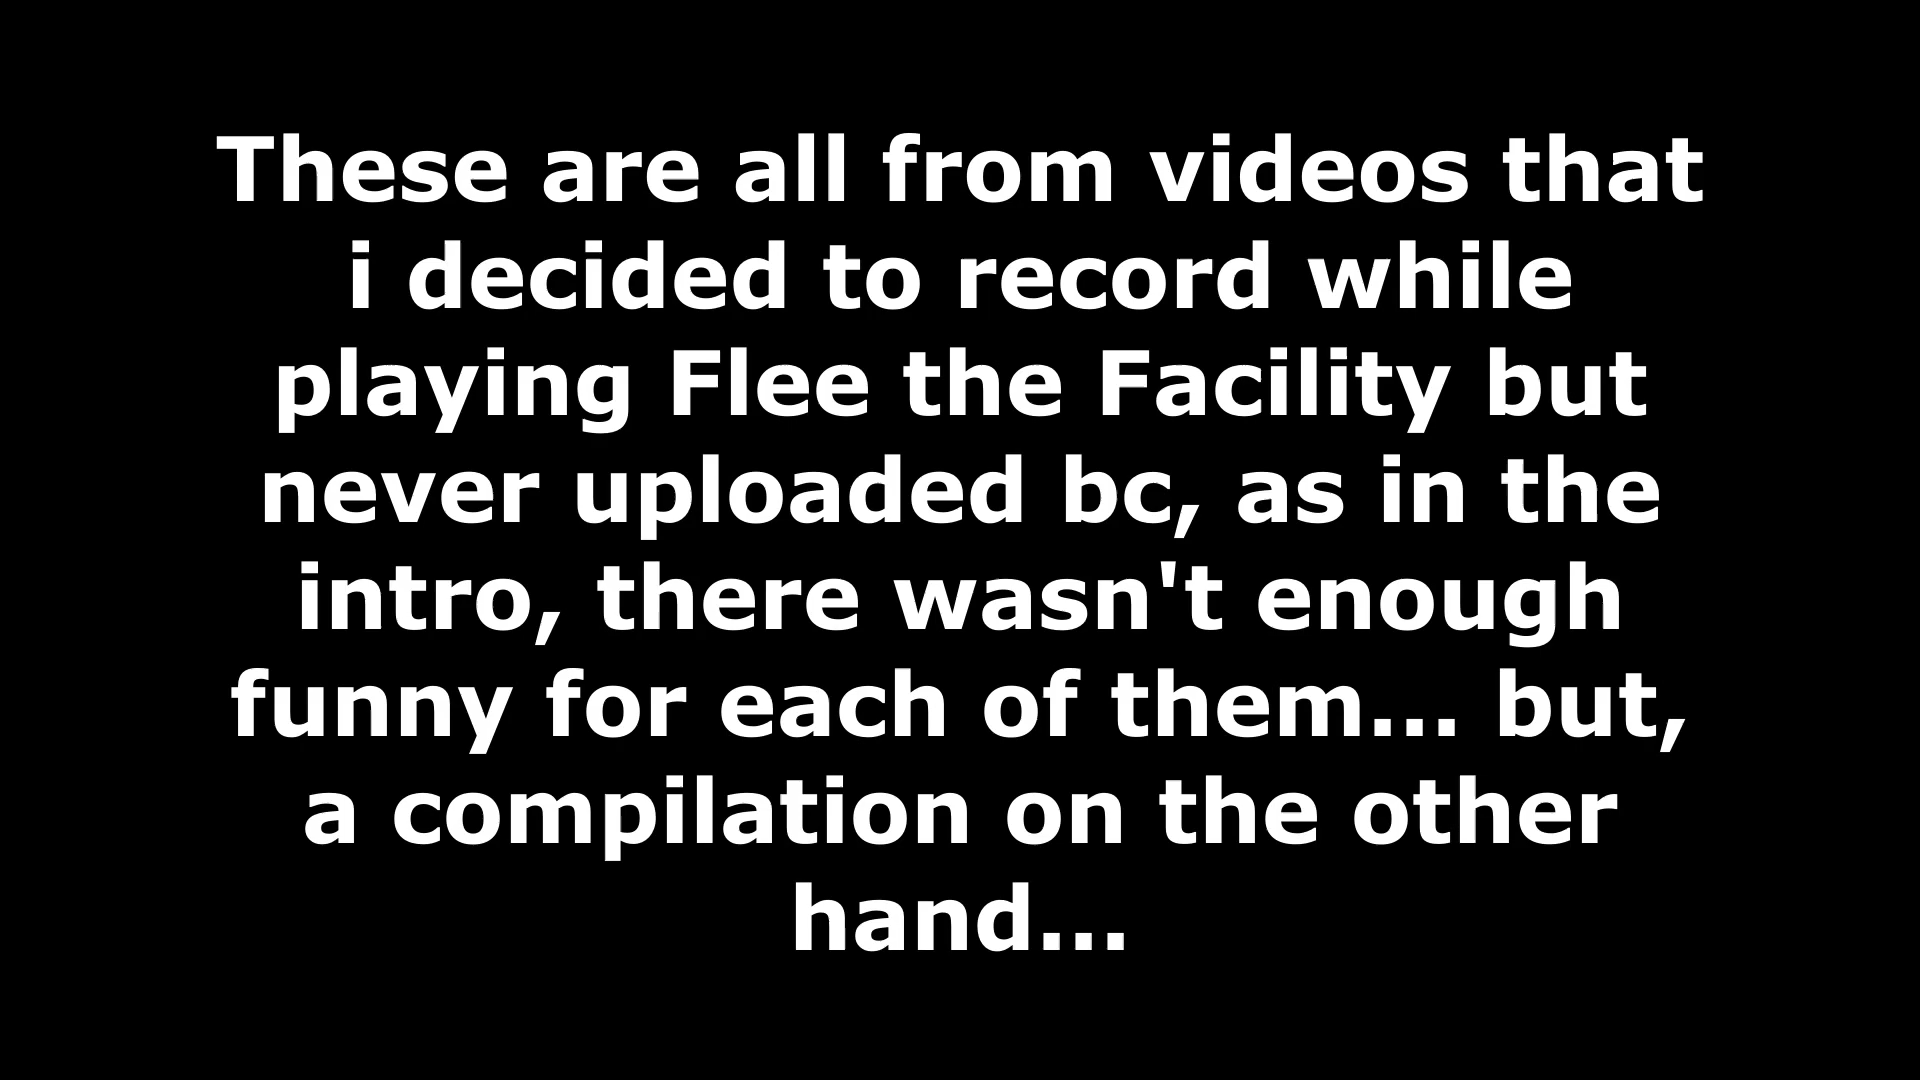 These are all from videos that
i decided to record while
playing Flee the Facility but
never uploaded bc, as in the
intro, there wasn't enough
funny for each of them... but,
a compilation on the other
hand...